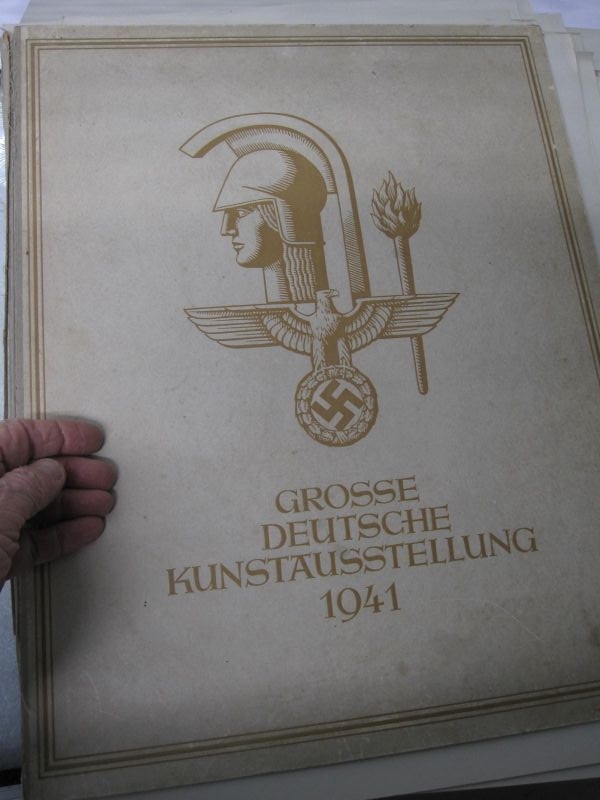 GROSSE
DEUTSCHE
KUNSTAUSSTELLUNG
1941